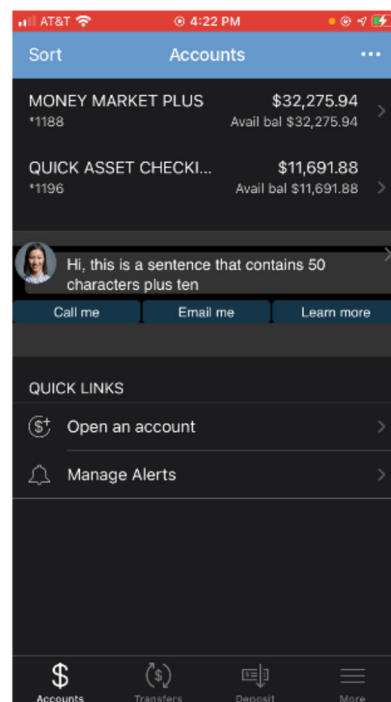 AT&T 4:22 PM
Sort Accounts ...
MONEY MARKET PLUS $32,275.94
*1188 Avail bal $32,275.94
QUICK ASSET CHECKI... $11,691.88
*1196 Avail bal $11,691.88
Hi, this is a sentence that contains 50
characters plus ten
Call me Email me Learn more
QUICK LINKS
Open an account
Manage Alerts
Accounts Transfers Deposit More